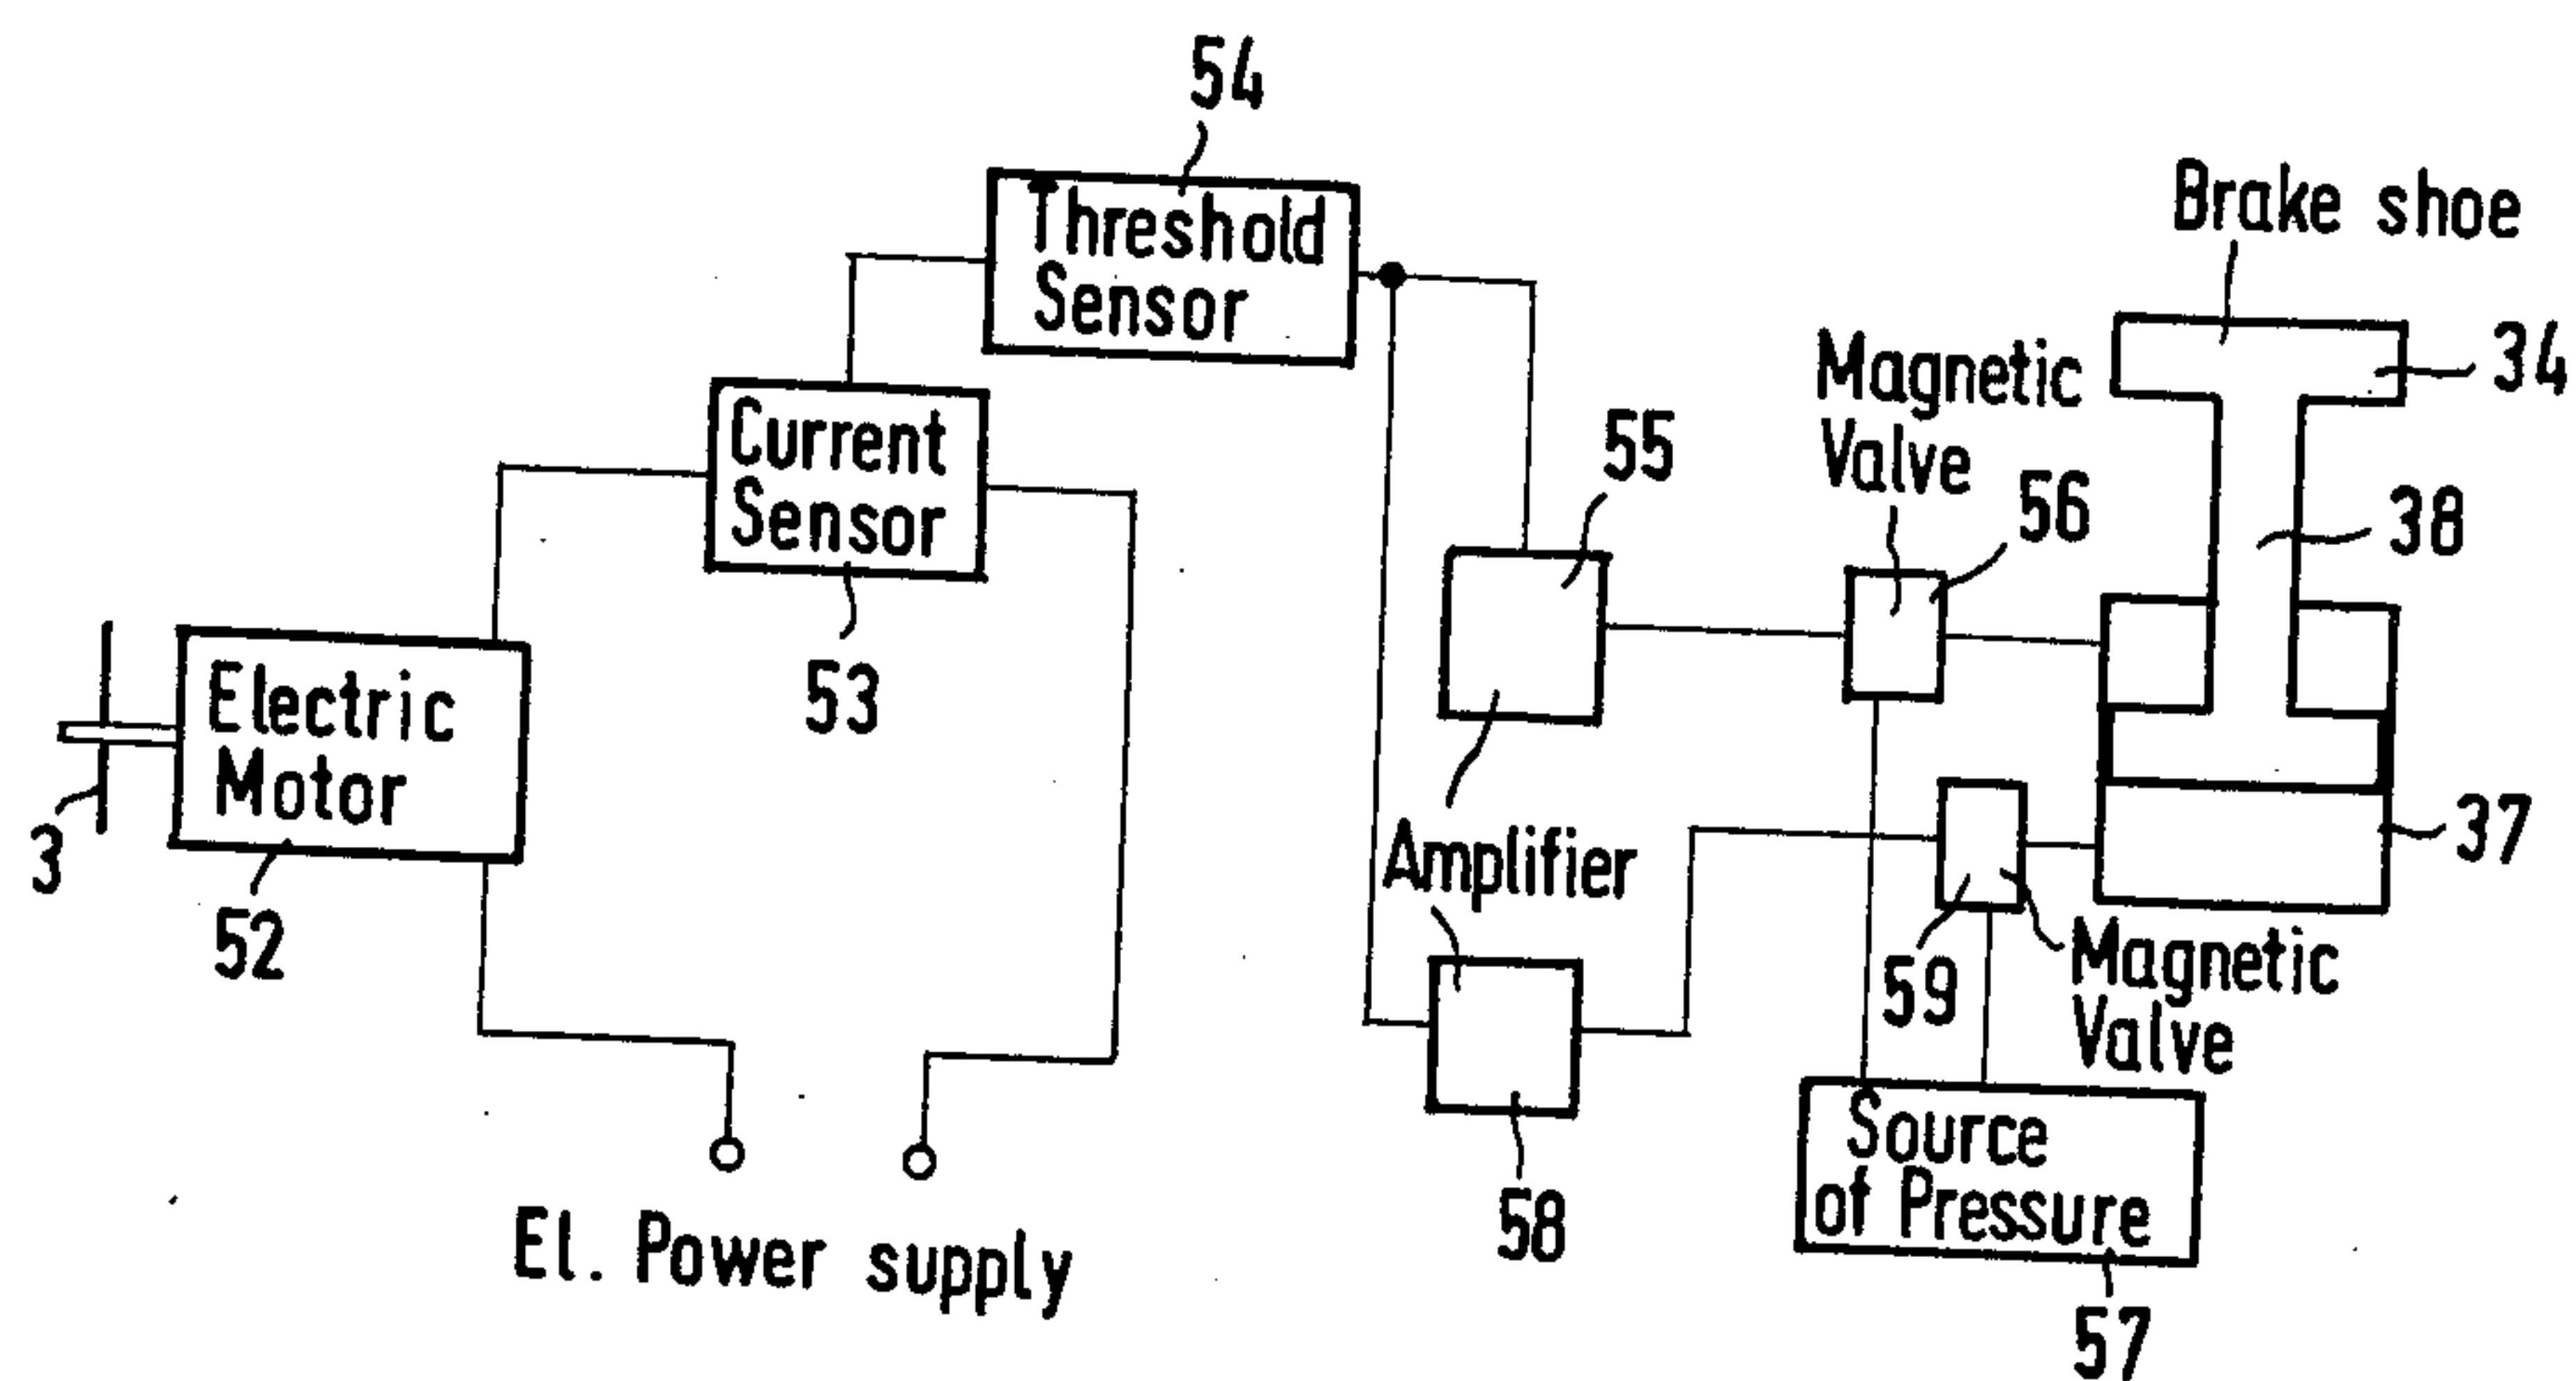 54
Threshold
Sensor
Brake shoe
34
Magnetic
Valve
55
56
38
Current
Sensor
53
Electric
Motor
3
52
Amplifier
37
59
Magnetic
Valve
58
Source
of Pressure
57
El. Power supply